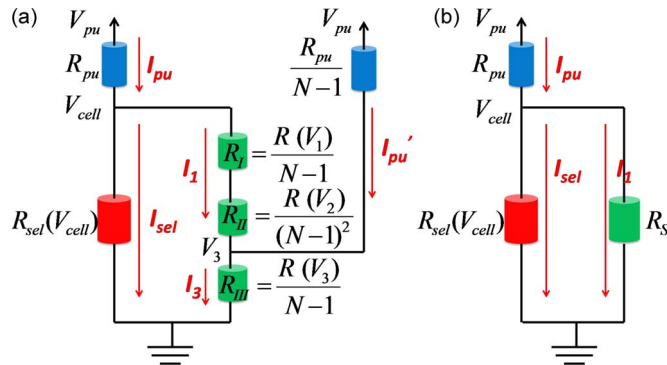 (a)
V_pu
R_pu
I_pu
V_cell
V_pu
R_pu / N−1
I_pu′
I_1
R_I = R (V_1) / N−1
R_sel(V_cell)
I_sel
R_II = R (V_2) / (N−1)^2
V_3
I_3
R_III = R (V_3) / N−1
(b)
V_pu
R_pu
I_pu
V_cell
I_sel
I_1
R_sel(V_cell)
R_S